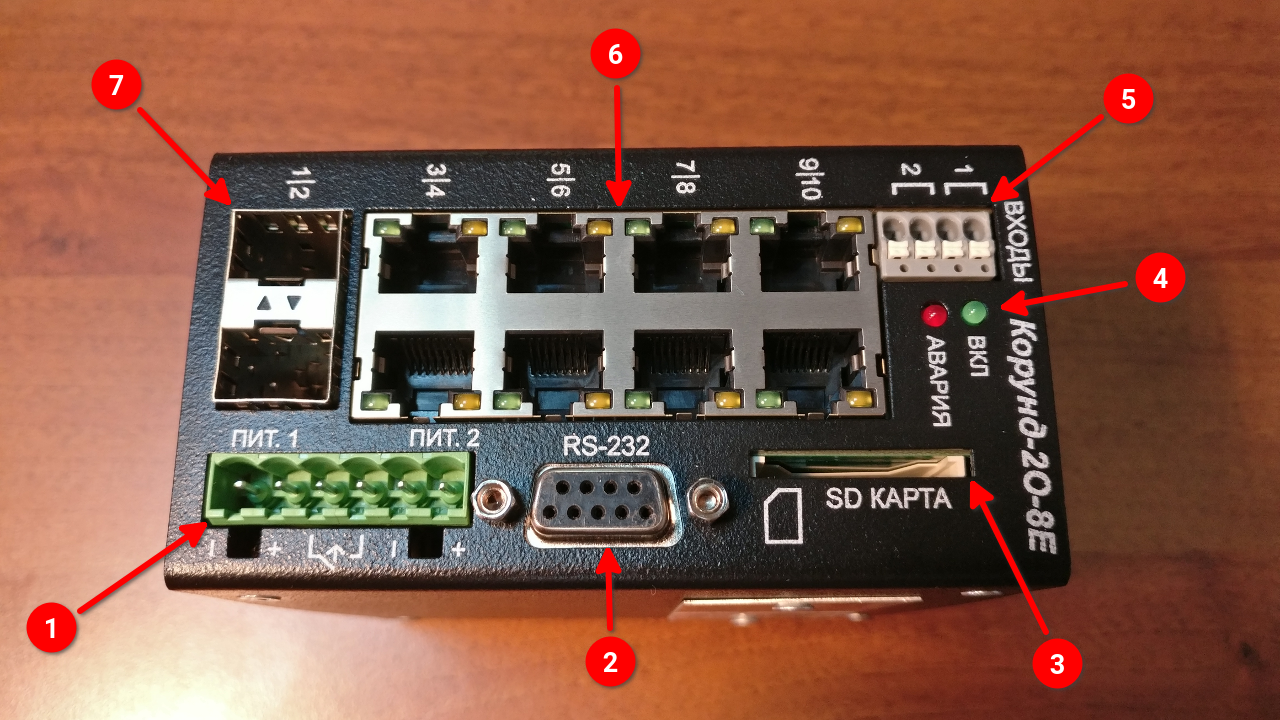 6
7
5
1|2
3|4
5|6
7|8
9|10
2
1
ВХОДЫ
4
ВКЛ
АВАРИЯ
Корунд-20-8Е
ПИТ. 1
ПИТ. 2
RS-232
SD КАРТА
- +
- +
1
2
3